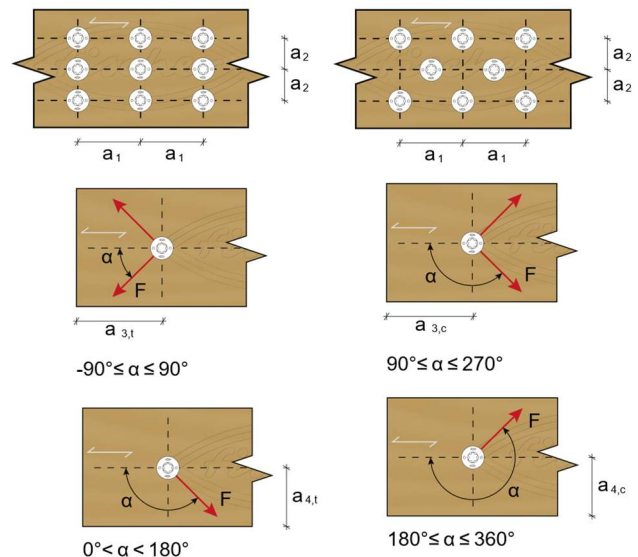 a2
a2
a1
a1
a2
a2
a1
a1
α
F
a3,t
-90°≤ α ≤ 90°
α
F
a3,c
90°≤ α ≤ 270°
α
F
a4,t
0° < α < 180°
F
α
a4,c
180°≤ α ≤ 360°